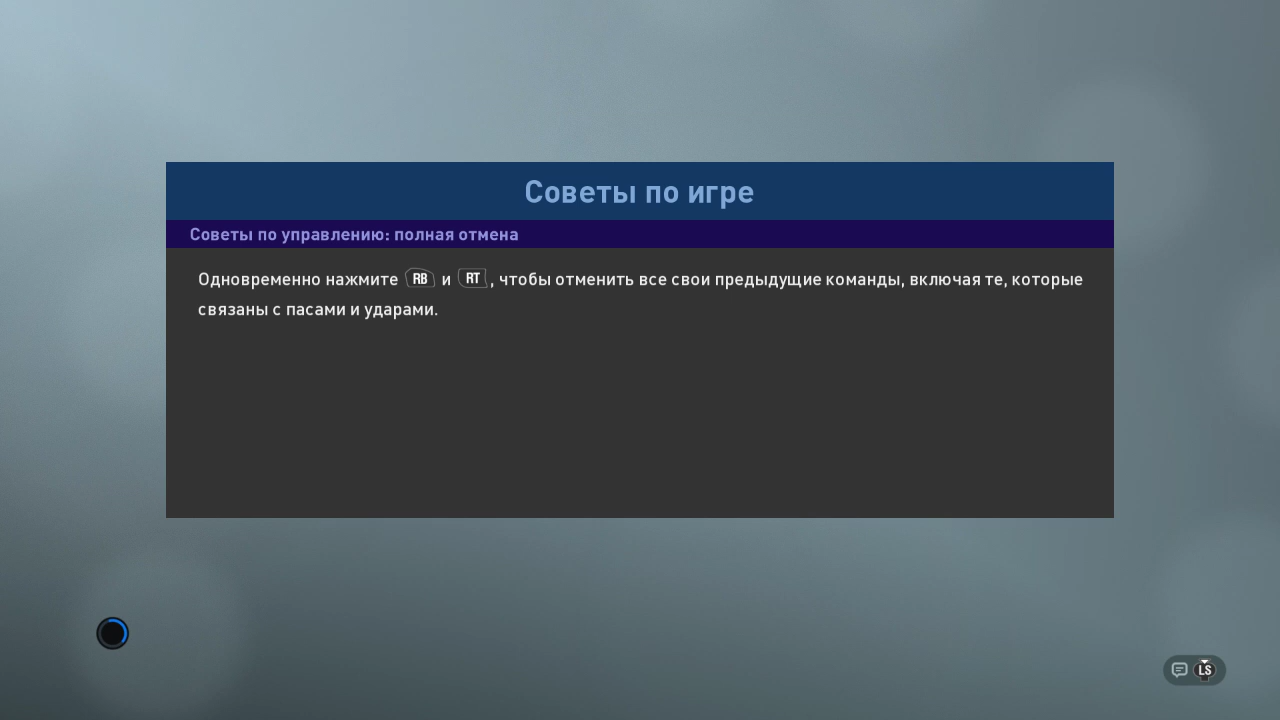 Советы по игре
Советы по управлению: полная отмена
Одновременно нажмите RB и RT, чтобы отменить все свои предыдущие команды, включая те, которые
связаны с пасами и ударами.
LS